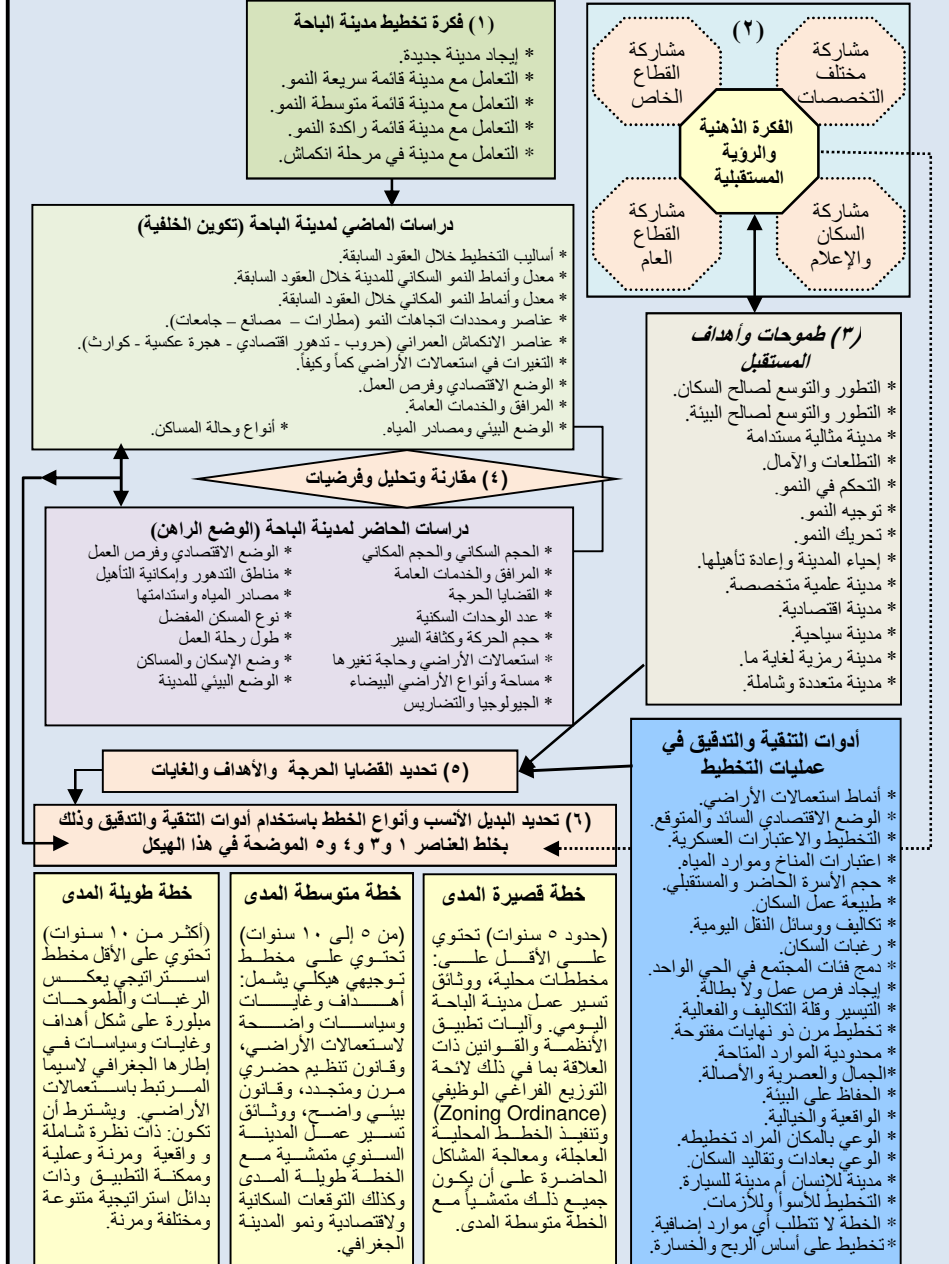 (١) فكرة تخطيط مدينة الباحة
* إيجاد مدينة جديدة.
* التعامل مع مدينة قائمة سريعة النمو.
* التعامل مع مدينة قائمة متوسطة النمو.
* التعامل مع مدينة قائمة راكدة النمو.
* التعامل مع مدينة في مرحلة انكماش.
(٢)
مشاركة
مختلف
التخصصات
مشاركة
القطاع
الخاص
الفكرة الذهنية
والرؤية
المستقبلية
مشاركة
السكان
والإعلام
مشاركة
القطاع
العام
دراسات الماضي لمدينة الباحة (تكوين الخلفية)
* أساليب التخطيط خلال العقود السابقة.
* معدل وأنماط النمو السكاني للمدينة خلال العقود السابقة.
* معدل وأنماط النمو المكاني خلال العقود السابقة.
* عناصر ومحددات اتجاهات النمو (مطارات – مصانع – جامعات).
* عناصر الانكماش العمراني (حروب - تدهور اقتصادي - هجرة عكسية - كوارث).
* التغيرات في استعمالات الأراضي كماً وكيفاً.
* الوضع الاقتصادي وفرص العمل.
* المرافق والخدمات العامة.
* الوضع البيئي ومصادر المياه. * أنواع وحالة المساكن.
(٣) طموحات وأهداف
المستقبل
* التطور والتوسع لصالح السكان.
* التطور والتوسع لصالح البيئة.
* مدينة مثالية مستدامة
* التطلعات والآمال.
* التحكم في النمو.
* توجيه النمو.
* تحريك النمو.
* إحياء المدينة وإعادة تأهيلها.
* مدينة علمية متخصصة.
* مدينة اقتصادية.
* مدينة سياحية.
* مدينة رمزية لغاية ما.
* مدينة متعددة وشاملة.
(٤) مقارنة وتحليل وفرضيات
دراسات الحاضر لمدينة الباحة (الوضع الراهن)
* الحجم السكاني والحجم المكاني
* المرافق والخدمات العامة
* القضايا الحرجة
* عدد الوحدات السكنية
* حجم الحركة وكثافة السير
* استعمالات الأراضي وحاجة تغيرها
* مساحة وأنواع الأراضي البيضاء
* الجيولوجيا والتضاريس
* الوضع الاقتصادي وفرص العمل
* مناطق التدهور وإمكانية التأهيل
* مصادر المياه واستدامتها
* نوع المسكن المفضل
* طول رحلة العمل
* وضع الإسكان والمساكن
* الوضع البيئي للمدينة
(٥) تحديد القضايا الحرجة والأهداف والغايات
(٦) تحديد البديل الأنسب وأنواع الخطط باستخدام أدوات التنقية والتدقيق وذلك
بخلط العناصر ١ و٣ و٤ و٥ الموضحة في هذا الهيكل
أدوات التنقية والتدقيق في
عمليات التخطيط
* أنماط استعمالات الأراضي.
* الوضع الاقتصادي السائد والمتوقع.
* التخطيط والاعتبارات العسكرية.
* اعتبارات المناخ وموارد المياه.
* حجم الأسرة الحاضر والمستقبلي.
* طبيعة عمل السكان.
* تكاليف ووسائل النقل اليومية.
* رغبات السكان.
* دمج فئات المجتمع في الحي الواحد.
* إيجاد فرص عمل ولا بطالة.
* التيسير وقلة التكاليف والفعالية.
* تخطيط مرن ذو نهايات مفتوحة.
* محدودية الموارد المتاحة.
*الجمال والعصرية والأصالة.
* الحفاظ على البيئة.
* الواقعية والخيالية.
* الوعي بالمكان المراد تخطيطه.
* الوعي بعادات وتقاليد السكان.
* مدينة للإنسان أم مدينة للسيارة.
* التخطيط للأسوأ وللأزمات.
* الخطة لا تتطلب أي موارد إضافية.
* تخطيط على أساس الربح والخسارة.
خطة قصيرة المدى
(حدود ٥ سنوات) تحتوي
علـــى الأقـــل علـــى:
مخططات محلية، ووثائق
تسير عمل مدينة الباحة
اليومي. وآليات تطبيق
الأنظمة والقوانين ذات
العلاقة بما في ذلك لائحة
التوزيع الفراغي الوظيفي
(Zoning Ordinance)
وتنفيذ الخطط المحلية
العاجلة، ومعالجة المشاكل
الحاضرة على أن يكون
جميع ذلك متمشياً مع
الخطة متوسطة المدى.
خطة متوسطة المدى
(من ٥ إلى ١٠ سنوات)
تحتوي على مخطط
توجيهي هيكلي يشمل:
أهداف وغايات
وسياسات واضحة
لاستعمالات الأراضي،
وقانون تنظيم حضري
مرن ومتجدد، وقانون
بيئي واضح، ووثائق
تسير عمل المدينة
السنوي متمشية مع
الخطة طويلة المدى
وكذلك التوقعات السكانية
ولاقتصادية ونمو المدينة
الجغرافي.
خطة طويلة المدى
(أكثر من ١٠ سنوات)
تحتوي على الأقل مخطط
استراتيجي يعكس
الرغبات والطموحات
مبلورة على شكل أهداف
وغايات وسياسات في
إطارها الجغرافي لاسيما
المرتبط باستعمالات
الأراضي. ويشترط أن
تكون: ذات نظرة شاملة
و واقعية ومرنة وعملية
وممكنة التطبيق وذات
بدائل استراتيجية متنوعة
ومختلفة ومرنة.